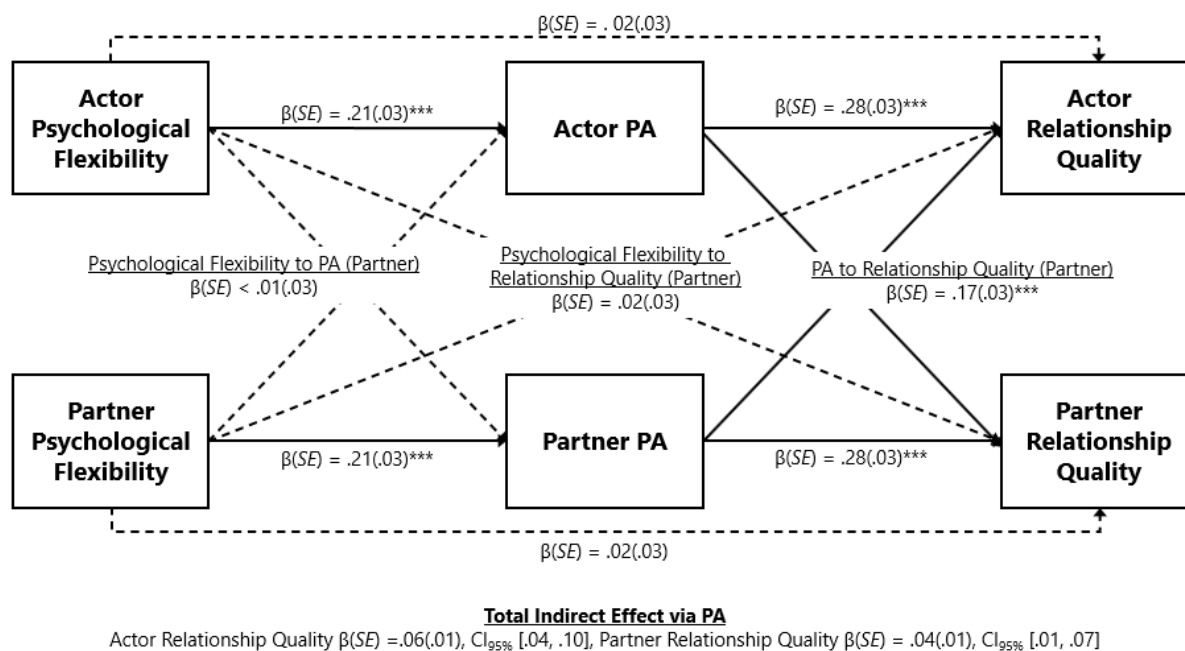 β(SE) = . 02(.03)
Actor
Psychological
Flexibility
β(SE) = .21(.03)***
Actor PA
β(SE) = .28(.03)***
Actor
Relationship
Quality
Psychological Flexibility to PA (Partner)
β(SE) < .01(.03)
Psychological Flexibility to
Relationship Quality (Partner)
β(SE) = .02(.03)
PA to Relationship Quality (Partner)
β(SE) = .17(.03)***
Partner
Psychological
Flexibility
β(SE) = .21(.03)***
Partner PA
β(SE) = .28(.03)***
Partner
Relationship
Quality
β(SE) = .02(.03)
Total Indirect Effect via PA
Actor Relationship Quality β(SE) =.06(.01), CI95% [.04, .10], Partner Relationship Quality β(SE) = .04(.01), CI95% [.01, .07]